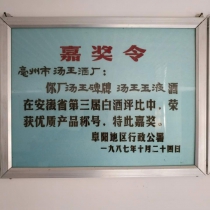 嘉奖令
亳州市汤王酒厂：
你厂汤王牌牌 汤王玉液 酒
在安徽省第三届白酒评比中，荣
获优质产品称号，特此嘉奖。
阜阳地区行政公署
一九八七年十月二十四日